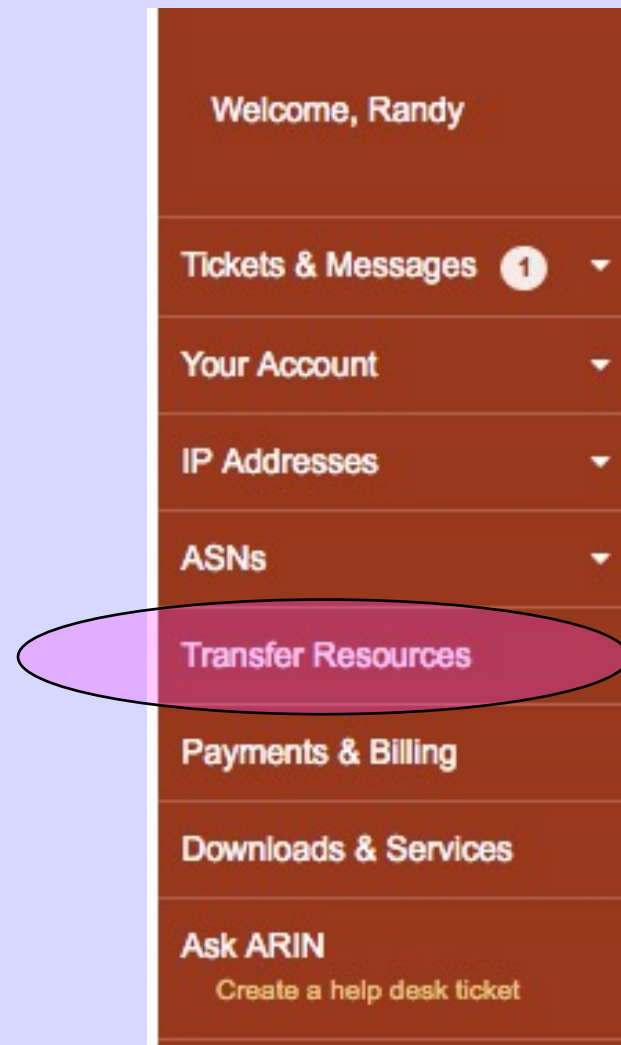 Welcome, Randy
Tickets & Messages 1
Your Account
IP Addresses
ASNs
Transfer Resources
Payments & Billing
Downloads & Services
Ask ARIN
Create a help desk ticket